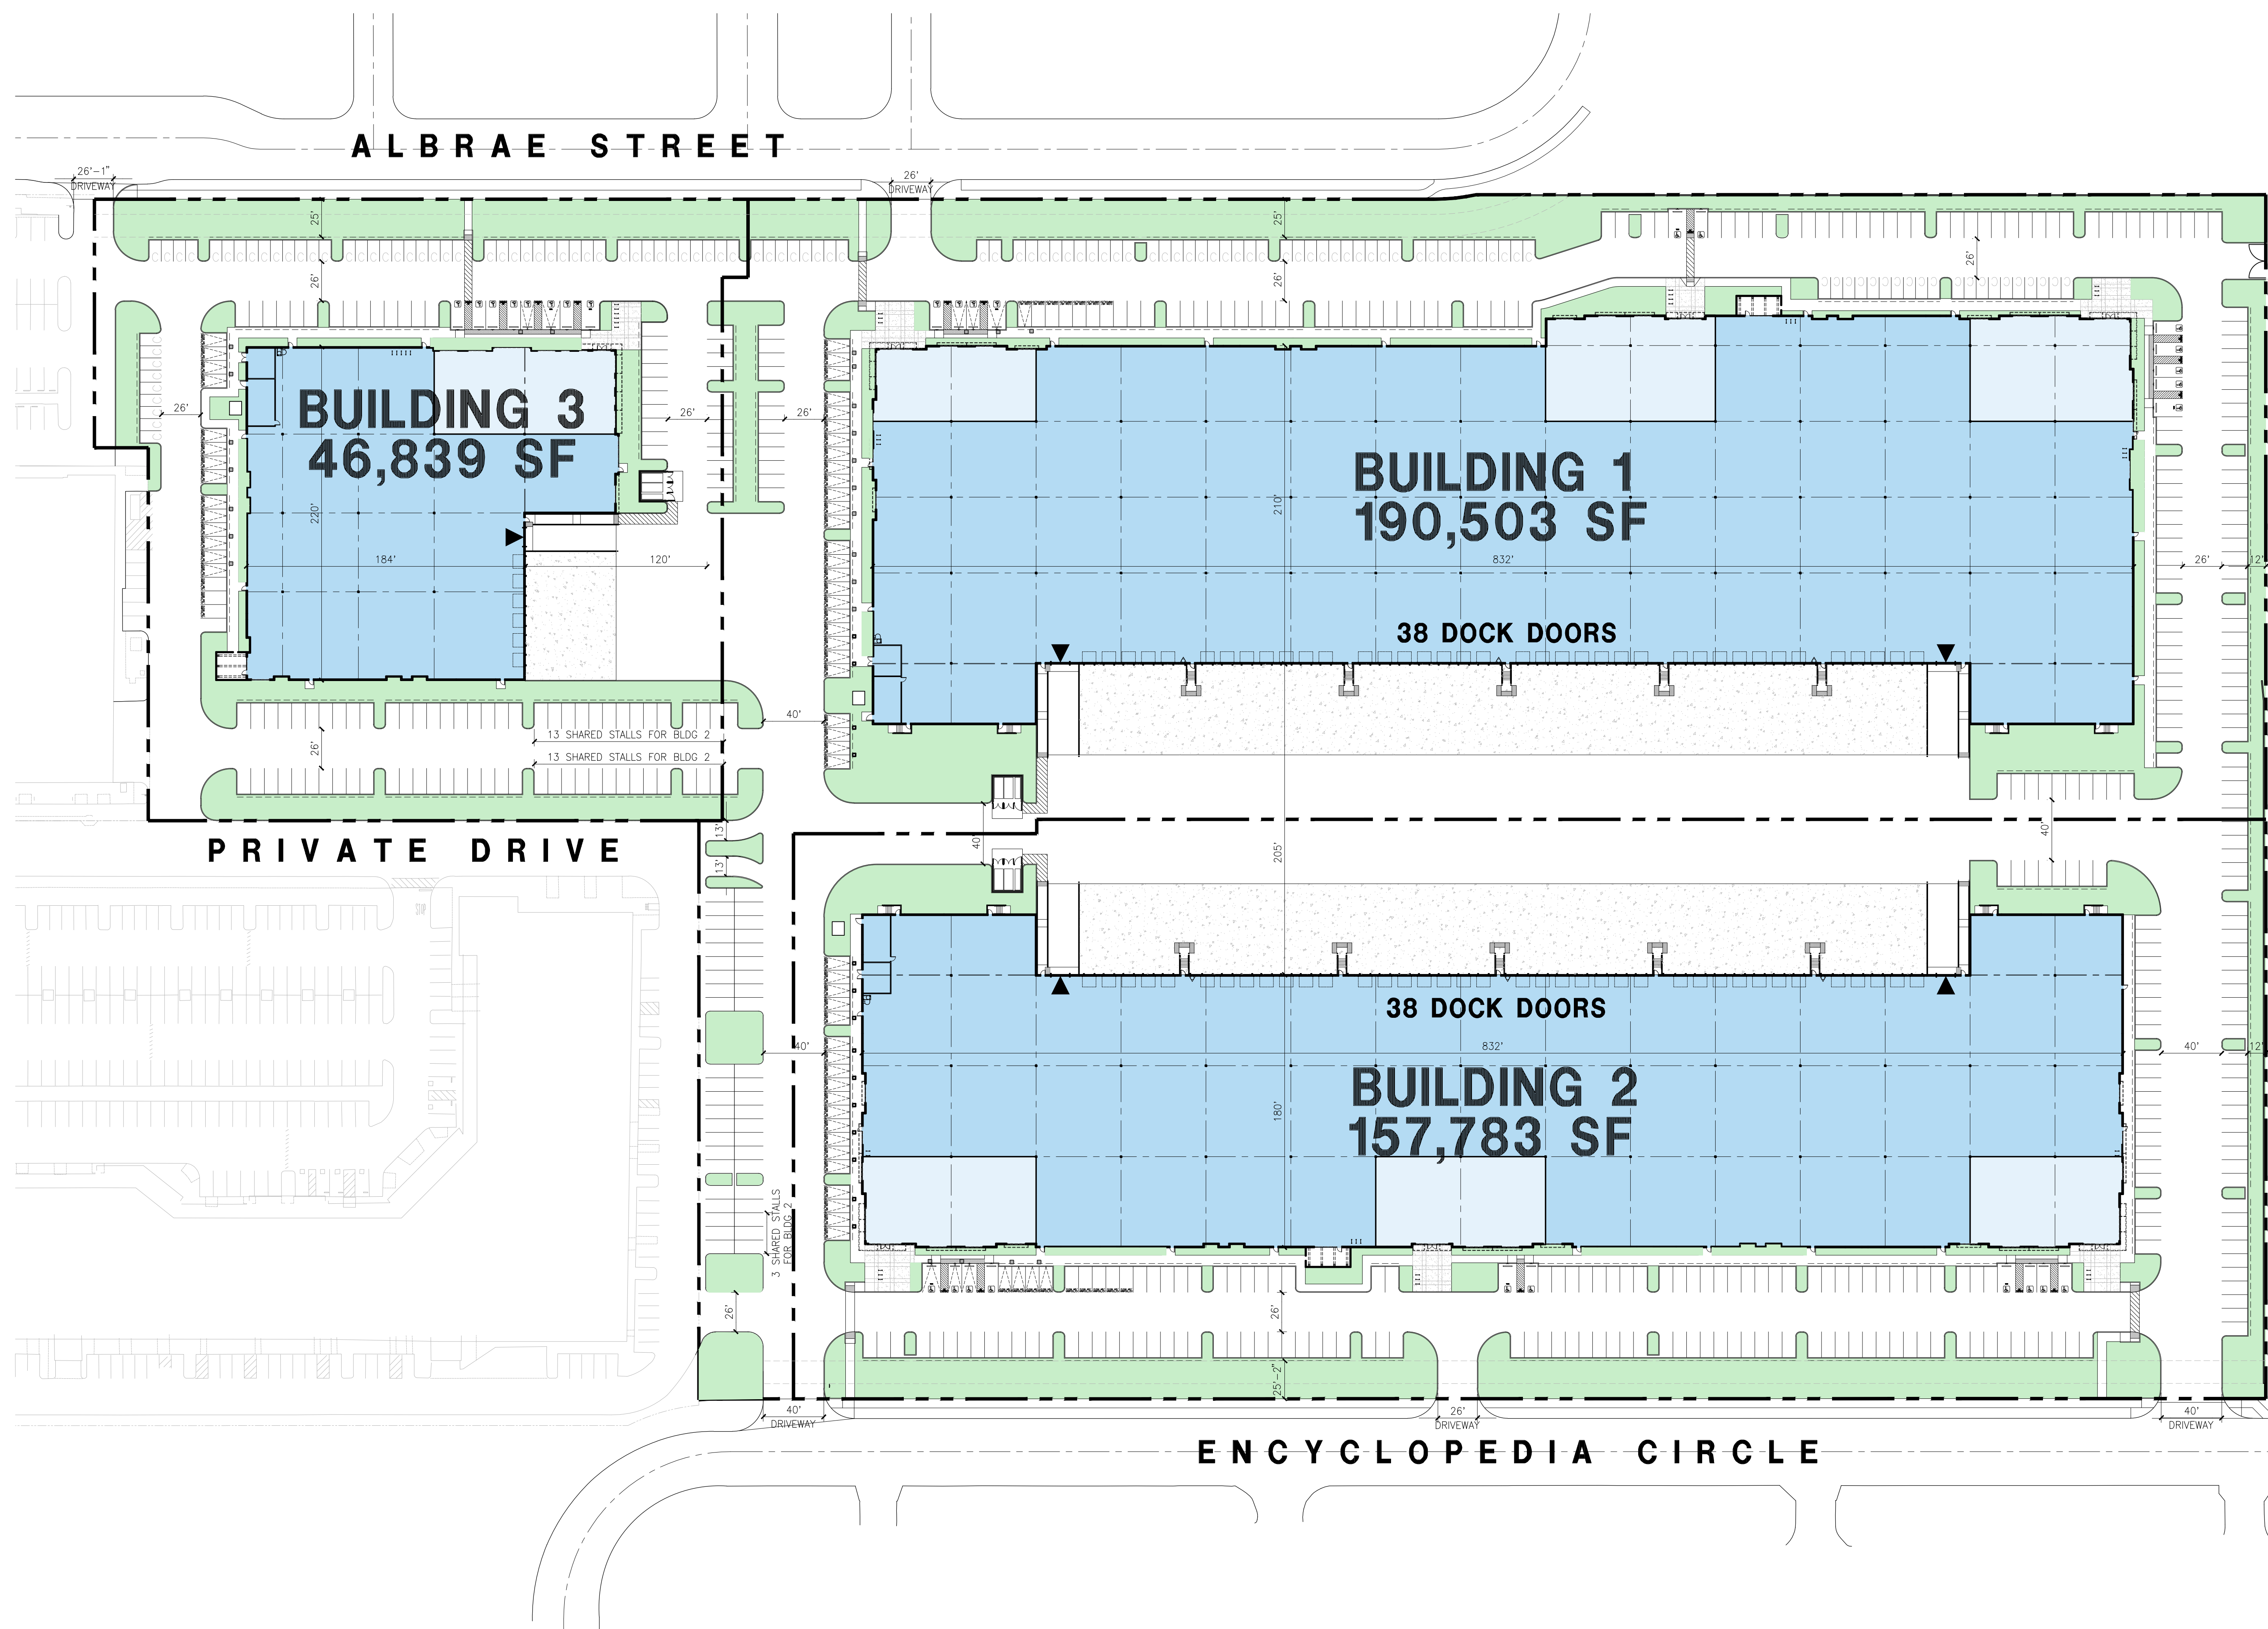 ALBRAE STREET
26'-1"
DRIVEWAY
26'
DRIVEWAY
25'
25'
26'
26'
26'
BUILDING 3
46,839 SF
26'
26'
26'
220'
184'
120'
BUILDING 1
190,503 SF
210'
832'
26'
12'
38 DOCK DOORS
40'
13 SHARED STALLS FOR BLDG 2
26'
13 SHARED STALLS FOR BLDG 2
PRIVATE DRIVE
13'
13'
40'
205'
40'
38 DOCK DOORS
40'
832'
40'
12'
BUILDING 2
157,783 SF
180'
3 SHARED STALLS
FOR BLDG 2
26'
26'
25'-2"
40'
DRIVEWAY
26'
DRIVEWAY
40'
DRIVEWAY
ENCYCLOPEDIA CIRCLE